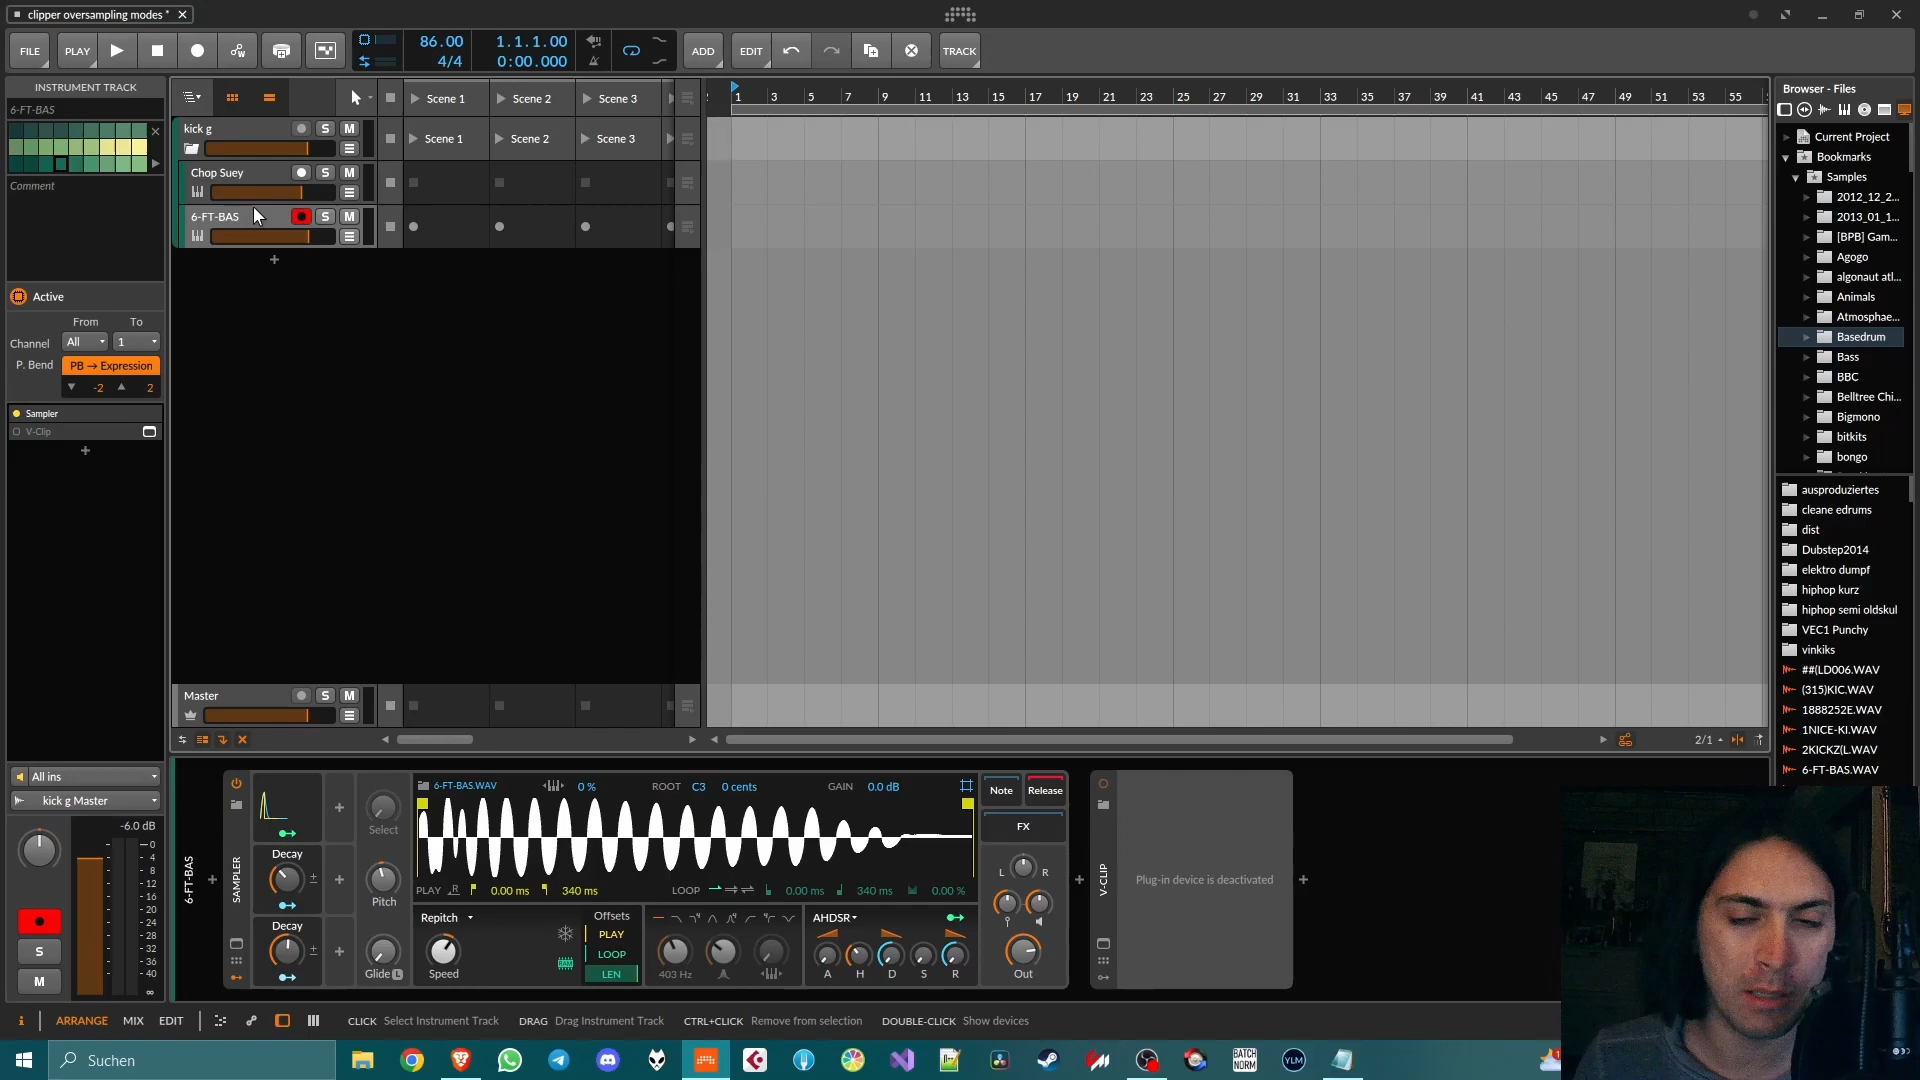 clipper oversampling modes *
FILE
PLAY
86.00
4/4
1.1.1.00
0:00.000
ADD
EDIT
TRACK
INSTRUMENT TRACK
6-FT-BAS
Comment
Active
From To
Channel All 1
P. Bend PB → Expression
-2 2
Sampler
V-Clip
All ins
kick g Master
-6.0 dB
0
4
8
12
16
20
24
28
32
36
40
∞
S
M
Scene 1 Scene 2 Scene 3
kick g S M Scene 1 Scene 2 Scene 3
Chop Suey S M
6-FT-BAS S M
Master S M
1 3 5 7 9 11 13 15 17 19 21 23 25 27 29 31 33 35 37 39 41 43 45 47 49 51 53 55
2/1
Browser - Files
Current Project
Bookmarks
Samples
2012_12_2...
2013_01_1...
[BPB] Gam...
Agogo
algonaut atl...
Animals
Atmosphae...
Basedrum
Bass
BBC
Belltree Chi...
Bigmono
bitkits
bongo
ausproduziertes
cleane edrums
dist
Dubstep2014
elektro dumpf
hiphop kurz
hiphop semi oldskul
VEC1 Punchy
vinkiks
##(LD006.WAV
(315)KIC.WAV
1888252E.WAV
1NICE-KI.WAV
2KICKZ(L.WAV
6-FT-BAS.WAV
6-FT-BAS
SAMPLER
Decay
Decay
Select
Pitch
Glide L
6-FT-BAS.WAV 0 % ROOT C3 0 cents GAIN 0.0 dB
PLAY R 0.00 ms 340 ms LOOP 0.00 ms 340 ms 0.00 %
Repitch
Speed
Offsets
PLAY
LOOP
LEN
RAM
403 Hz
AHDSR
A H D S R
Note Release
FX
L R
Out
V-CLIP
Plug-in device is deactivated
i ARRANGE MIX EDIT
CLICK Select Instrument Track DRAG Drag Instrument Track CTRL+CLICK Remove from selection DOUBLE-CLICK Show devices
Suchen
BATCH
NORM
YLM